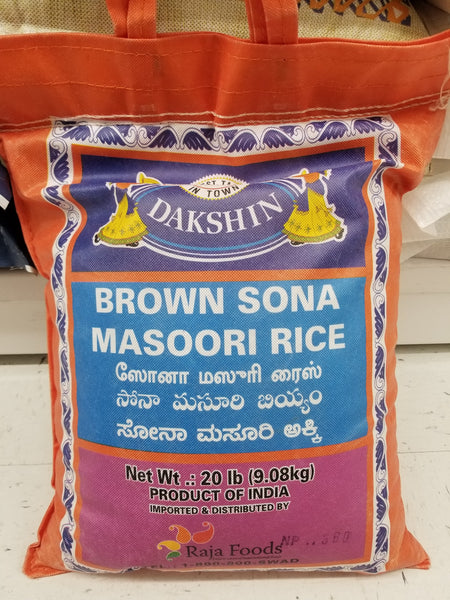 IN TOWN
DAKSHIN
BROWN SONA
MASOORI RICE
ஸோனா மஸுரி ரைஸ்
సోనా మసూరి బియ్యం
ಸೋನಾ ಮಸೂರಿ ಅಕ್ಕಿ
Net Wt .: 20 lb (9.08kg)
PRODUCT OF INDIA
IMPORTED & DISTRIBUTED BY
Raja Foods